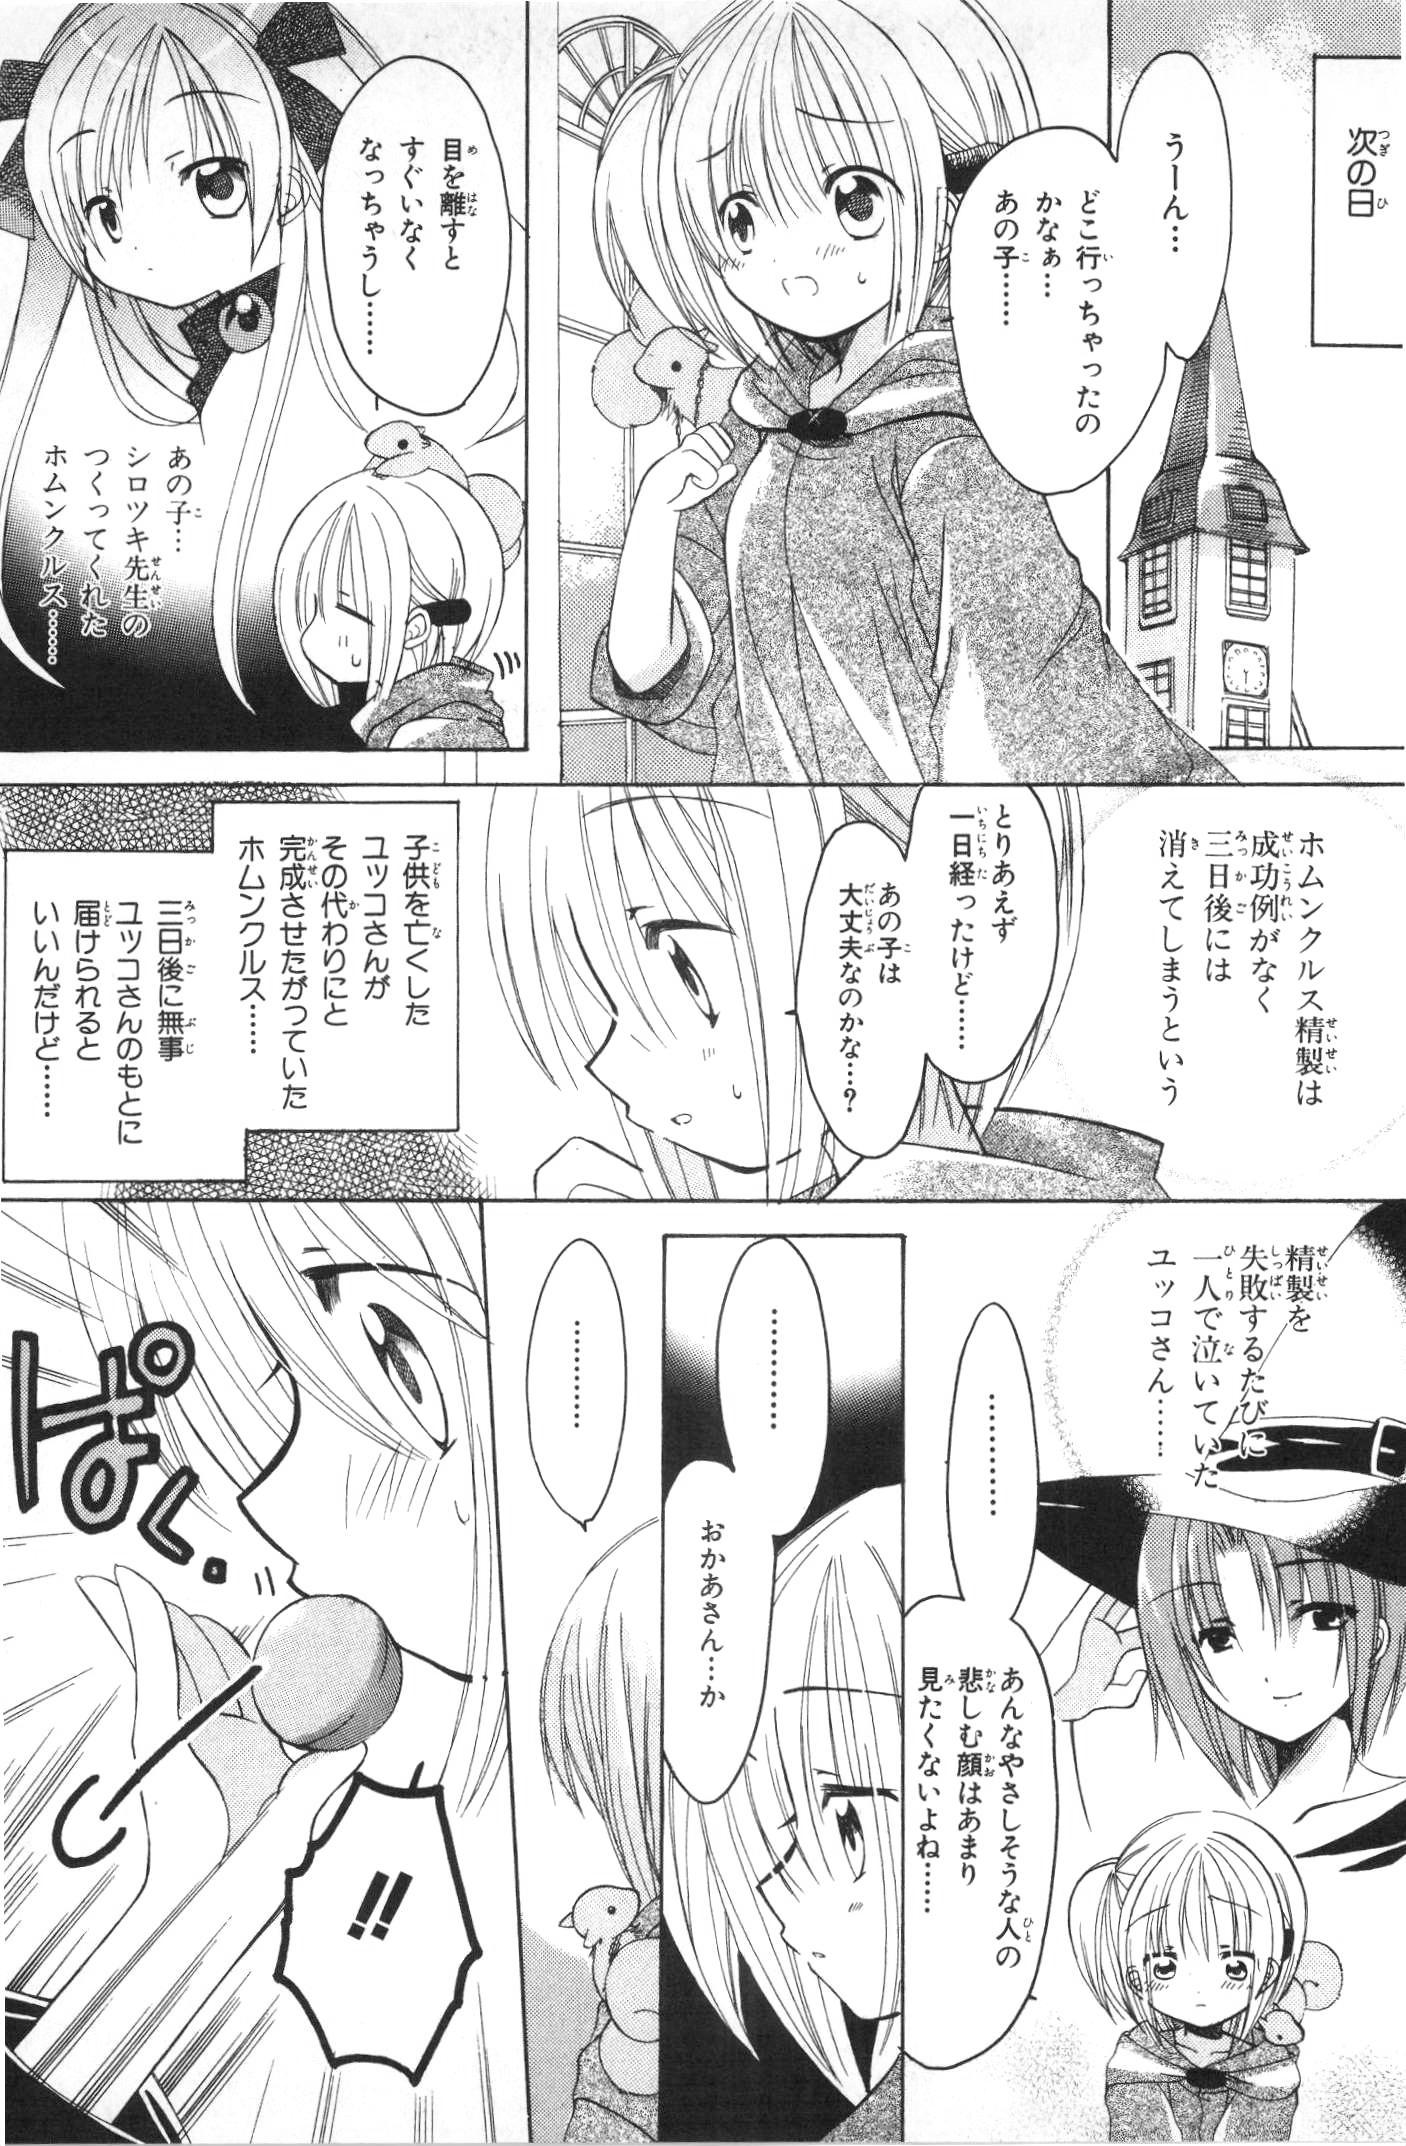 次の日
うーん…
どこ行っちゃったの
かなぁ…
あの子……
目を離すと
すぐいなく
なっちゃうし……
あの子…
シロツキ先生の
つくってくれた
ホムンクルス……
ホムンクルス精製は
成功例がなく
三日後には
消えてしまうという
とりあえず
一日経ったけど……
あの子は
大丈夫なのかな…?
子供を亡くした
ユッコさんが
その代わりにと
完成させたがっていた
ホムンクルス……
三日後に無事
ユッコさんのもとに
届けられると
いいんだけど……
精製を
失敗するたびに
一人で泣いていた
ユッコさん……
…………
あんなやさしそうな人の
悲しむ顔はあまり
見たくないよね……
…………
おかあさん…か
…………
ぱく.
!!